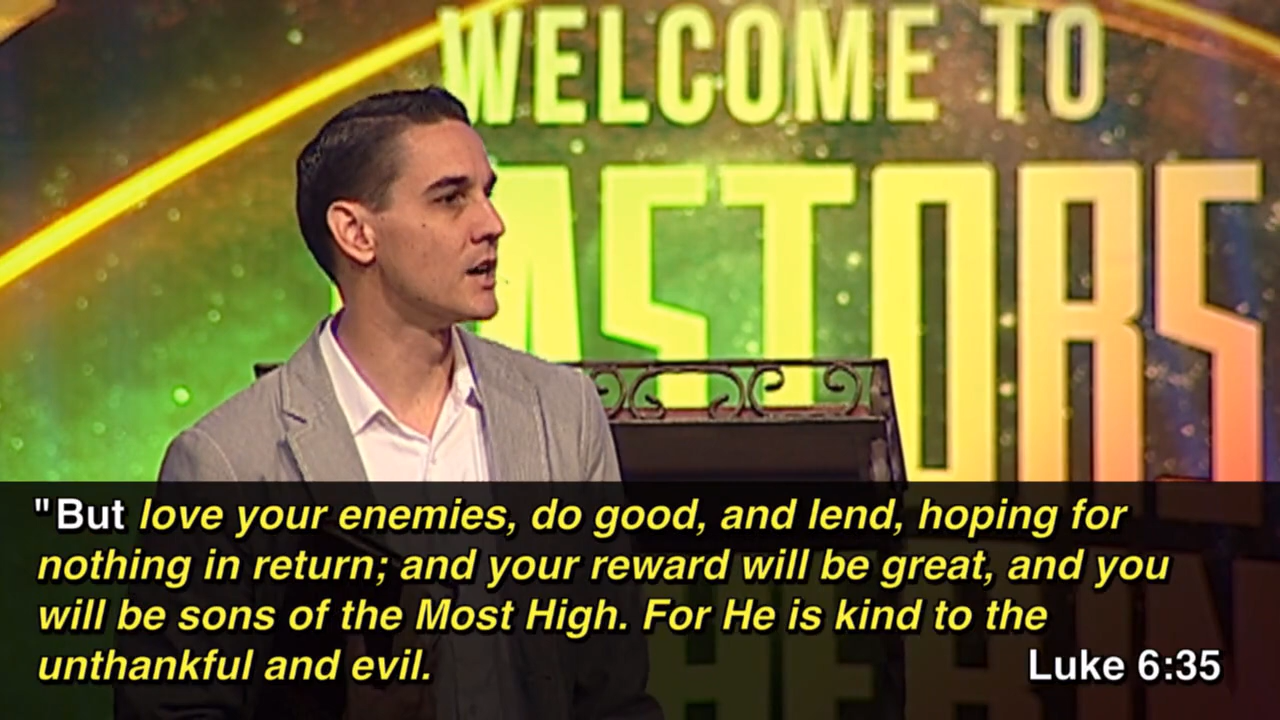 WELCOME TO
ASTORS
"But love your enemies, do good, and lend, hoping for
nothing in return; and your reward will be great, and you
will be sons of the Most High. For He is kind to the
unthankful and evil.
Luke 6:35